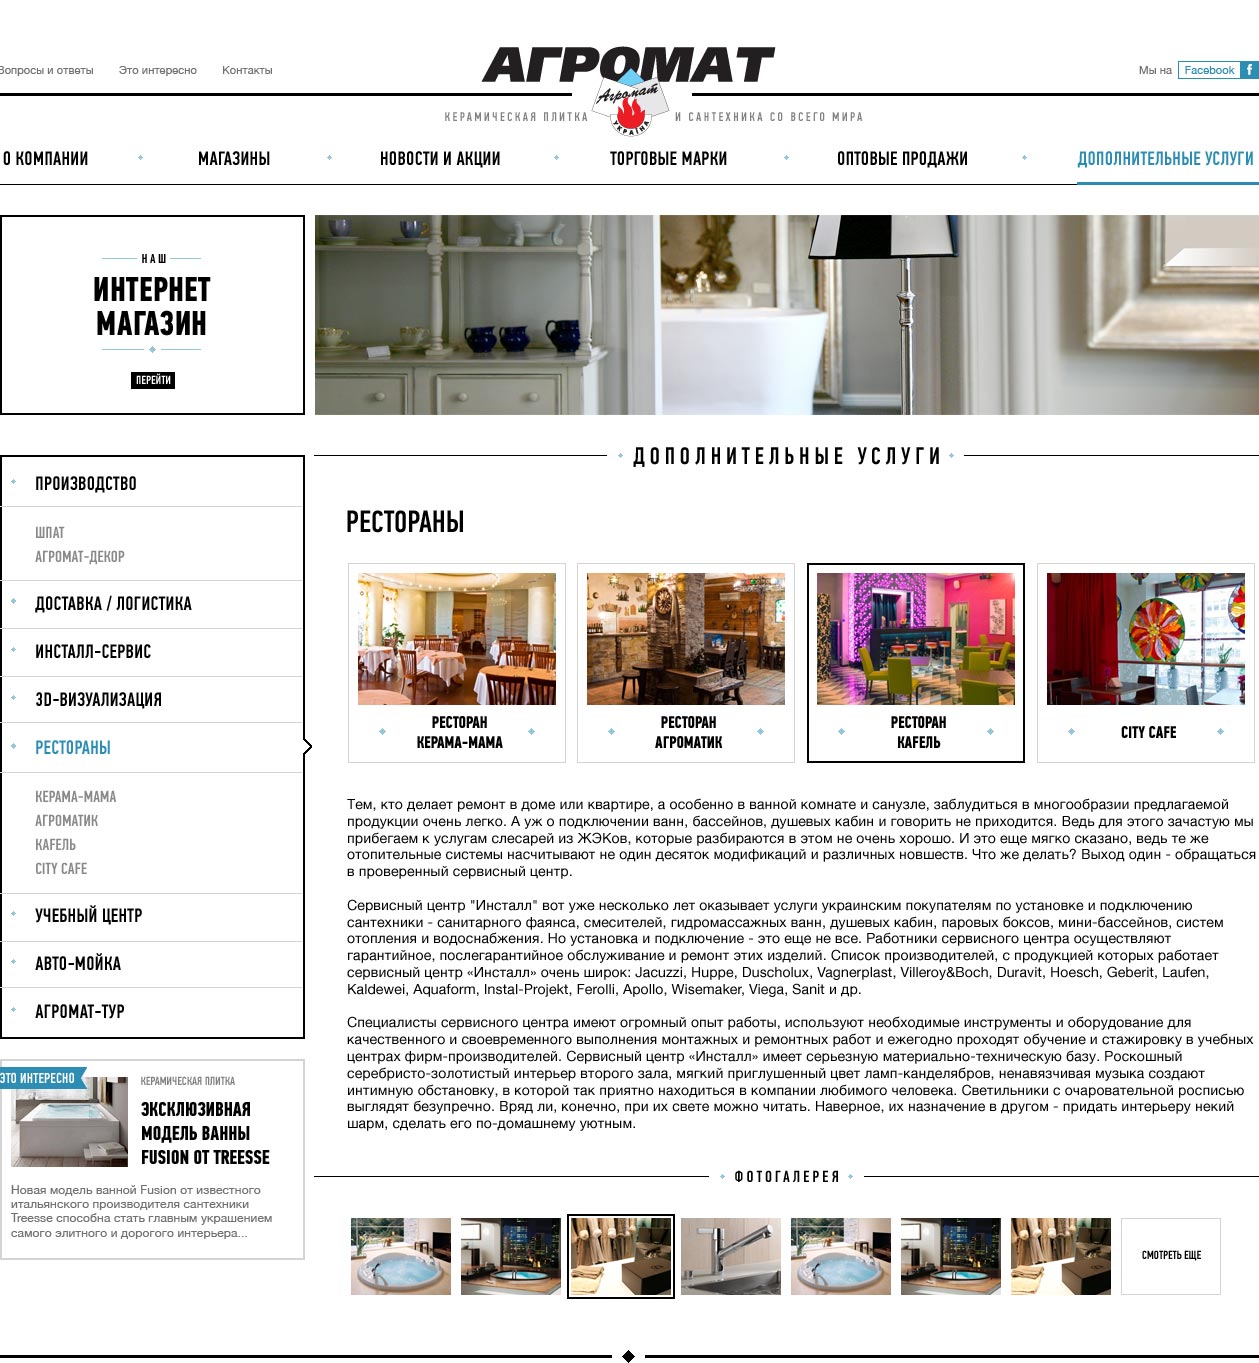 Вопросы и ответы
Это интересно
Контакты
АГРОМАТ
Агромат
УКРАЇНА
Мы на Facebook f
КЕРАМИЧЕСКАЯ ПЛИТКА И САНТЕХНИКА СО ВСЕГО МИРА
О КОМПАНИИ
МАГАЗИНЫ
НОВОСТИ И АКЦИИ
ТОРГОВЫЕ МАРКИ
ОПТОВЫЕ ПРОДАЖИ
ДОПОЛНИТЕЛЬНЫЕ УСЛУГИ
НАШ
ИНТЕРНЕТ
МАГАЗИН
ПЕРЕЙТИ
ПРОИЗВОДСТВО
ШПАТ
АГРОМАТ-ДЕКОР
ДОСТАВКА / ЛОГИСТИКА
ИНСТАЛЛ-СЕРВИС
3D-ВИЗУАЛИЗАЦИЯ
РЕСТОРАНЫ
КЕРАМА-МАМА
АГРОМАТИК
КАFЕЛЬ
CITY CAFE
УЧЕБНЫЙ ЦЕНТР
АВТО-МОЙКА
АГРОМАТ-ТУР
ЭТО ИНТЕРЕСНО
КЕРАМИЧЕСКАЯ ПЛИТКА
ЭКСКЛЮЗИВНАЯ
МОДЕЛЬ ВАННЫ
FUSION ОТ TREESSE
Новая модель ванной Fusion от известного
итальянского производителя сантехники
Treesse способна стать главным украшением
самого элитного и дорогого интерьера...
ДОПОЛНИТЕЛЬНЫЕ УСЛУГИ
РЕСТОРАНЫ
РЕСТОРАН
КЕРАМА-МАМА
РЕСТОРАН
АГРОМАТИК
РЕСТОРАН
КАFЕЛЬ
CITY CAFE
Тем, кто делает ремонт в доме или квартире, а особенно в ванной комнате и санузле, заблудиться в многообразии предлагаемой
продукции очень легко. А уж о подключении ванн, бассейнов, душевых кабин и говорить не приходится. Ведь для этого зачастую мы
прибегаем к услугам слесарей из ЖЭКов, которые разбираются в этом не очень хорошо. И это еще мягко сказано, ведь те же
отопительные системы насчитывают не один десяток модификаций и различных новшеств. Что же делать? Выход один - обращаться
в проверенный сервисный центр.
Сервисный центр "Инсталл" вот уже несколько лет оказывает услуги украинским покупателям по установке и подключению
сантехники - санитарного фаянса, смесителей, гидромассажных ванн, душевых кабин, паровых боксов, мини-бассейнов, систем
отопления и водоснабжения. Но установка и подключение - это еще не все. Работники сервисного центра осуществляют
гарантийное, послегарантийное обслуживание и ремонт этих изделий. Список производителей, с продукцией которых работает
сервисный центр «Инсталл» очень широк: Jacuzzi, Huppe, Duscholux, Vagnerplast, Villeroy&Boch, Duravit, Hoesch, Geberit, Laufen,
Kaldewei, Aquaform, Instal-Projekt, Ferolli, Apollo, Wisemaker, Viega, Sanit и др.
Специалисты сервисного центра имеют огромный опыт работы, используют необходимые инструменты и оборудование для
качественного и своевременного выполнения монтажных и ремонтных работ и ежегодно проходят обучение и стажировку в учебных
центрах фирм-производителей. Сервисный центр «Инсталл» имеет серьезную материально-техническую базу. Роскошный
серебристо-золотистый интерьер второго зала, мягкий приглушенный цвет ламп-канделябров, ненавязчивая музыка создают
интимную обстановку, в которой так приятно находиться в компании любимого человека. Светильники с очаровательной росписью
выглядят безупречно. Вряд ли, конечно, при их свете можно читать. Наверное, их назначение в другом - придать интерьеру некий
шарм, сделать его по-домашнему уютным.
ФОТОГАЛЕРЕЯ
СМОТРЕТЬ ЕЩЕ